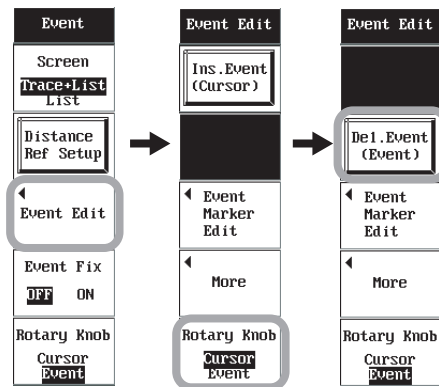 Event
Screen
Trace+List
List
Distance
Ref Setup
Event Edit
Event Fix
OFF ON
Rotary Knob
Cursor
Event
Event Edit
Ins.Event
(Cursor)
Event
Marker
Edit
More
Rotary Knob
Cursor
Event
Event Edit
Del.Event
(Event)
Event
Marker
Edit
More
Rotary Knob
Cursor
Event